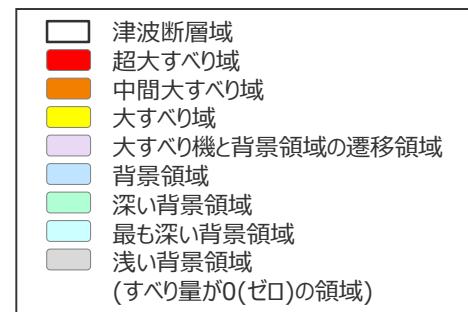 津波断層域
超大すべり域
中間大すべり域
大すべり域
大すべり機と背景領域の遷移領域
背景領域
深い背景領域
最も深い背景領域
浅い背景領域
(すべり量が0(ゼロ)の領域)